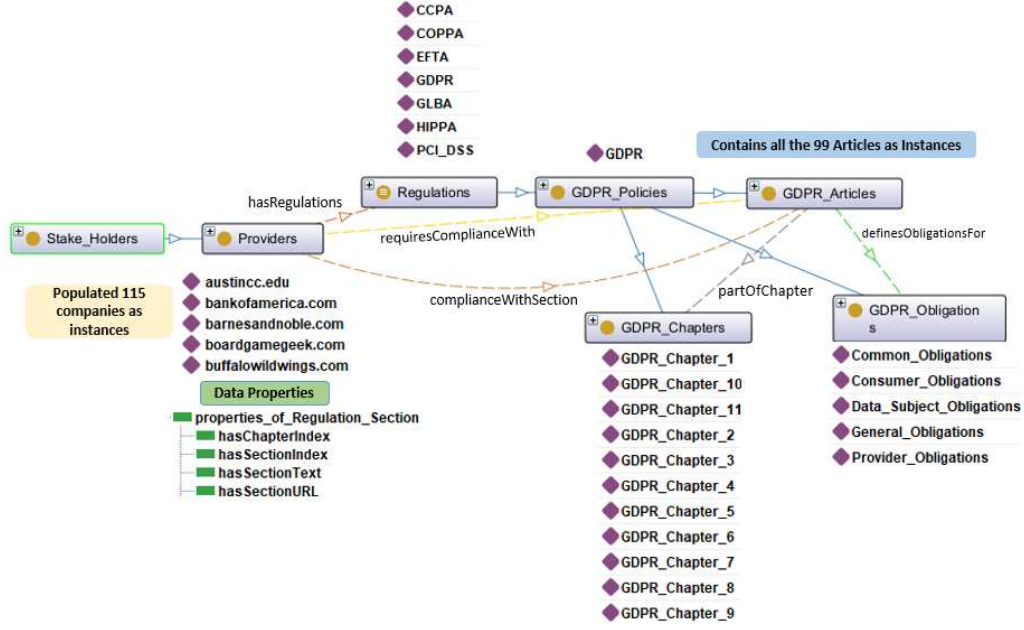 CCPA
COPPA
EFTA
GDPR
GLBA
HIPPA
PCI_DSS
GDPR
Contains all the 99 Articles as Instances
Regulations
GDPR_Policies
GDPR_Articles
hasRegulations
requiresComplianceWith
definesObligationsFor
Stake_Holders
Providers
complianceWithSection
partOfChapter
Populated 115
companies as
instances
austincc.edu
bankofamerica.com
barnesandnoble.com
boardgamegeek.com
buffalowildwings.com
Data Properties
properties_of_Regulation_Section
hasChapterIndex
hasSectionIndex
hasSectionText
hasSectionURL
GDPR_Chapters
GDPR_Chapter_1
GDPR_Chapter_10
GDPR_Chapter_11
GDPR_Chapter_2
GDPR_Chapter_3
GDPR_Chapter_4
GDPR_Chapter_5
GDPR_Chapter_6
GDPR_Chapter_7
GDPR_Chapter_8
GDPR_Chapter_9
GDPR_Obligation
s
Common_Obligations
Consumer_Obligations
Data_Subject_Obligations
General_Obligations
Provider_Obligations